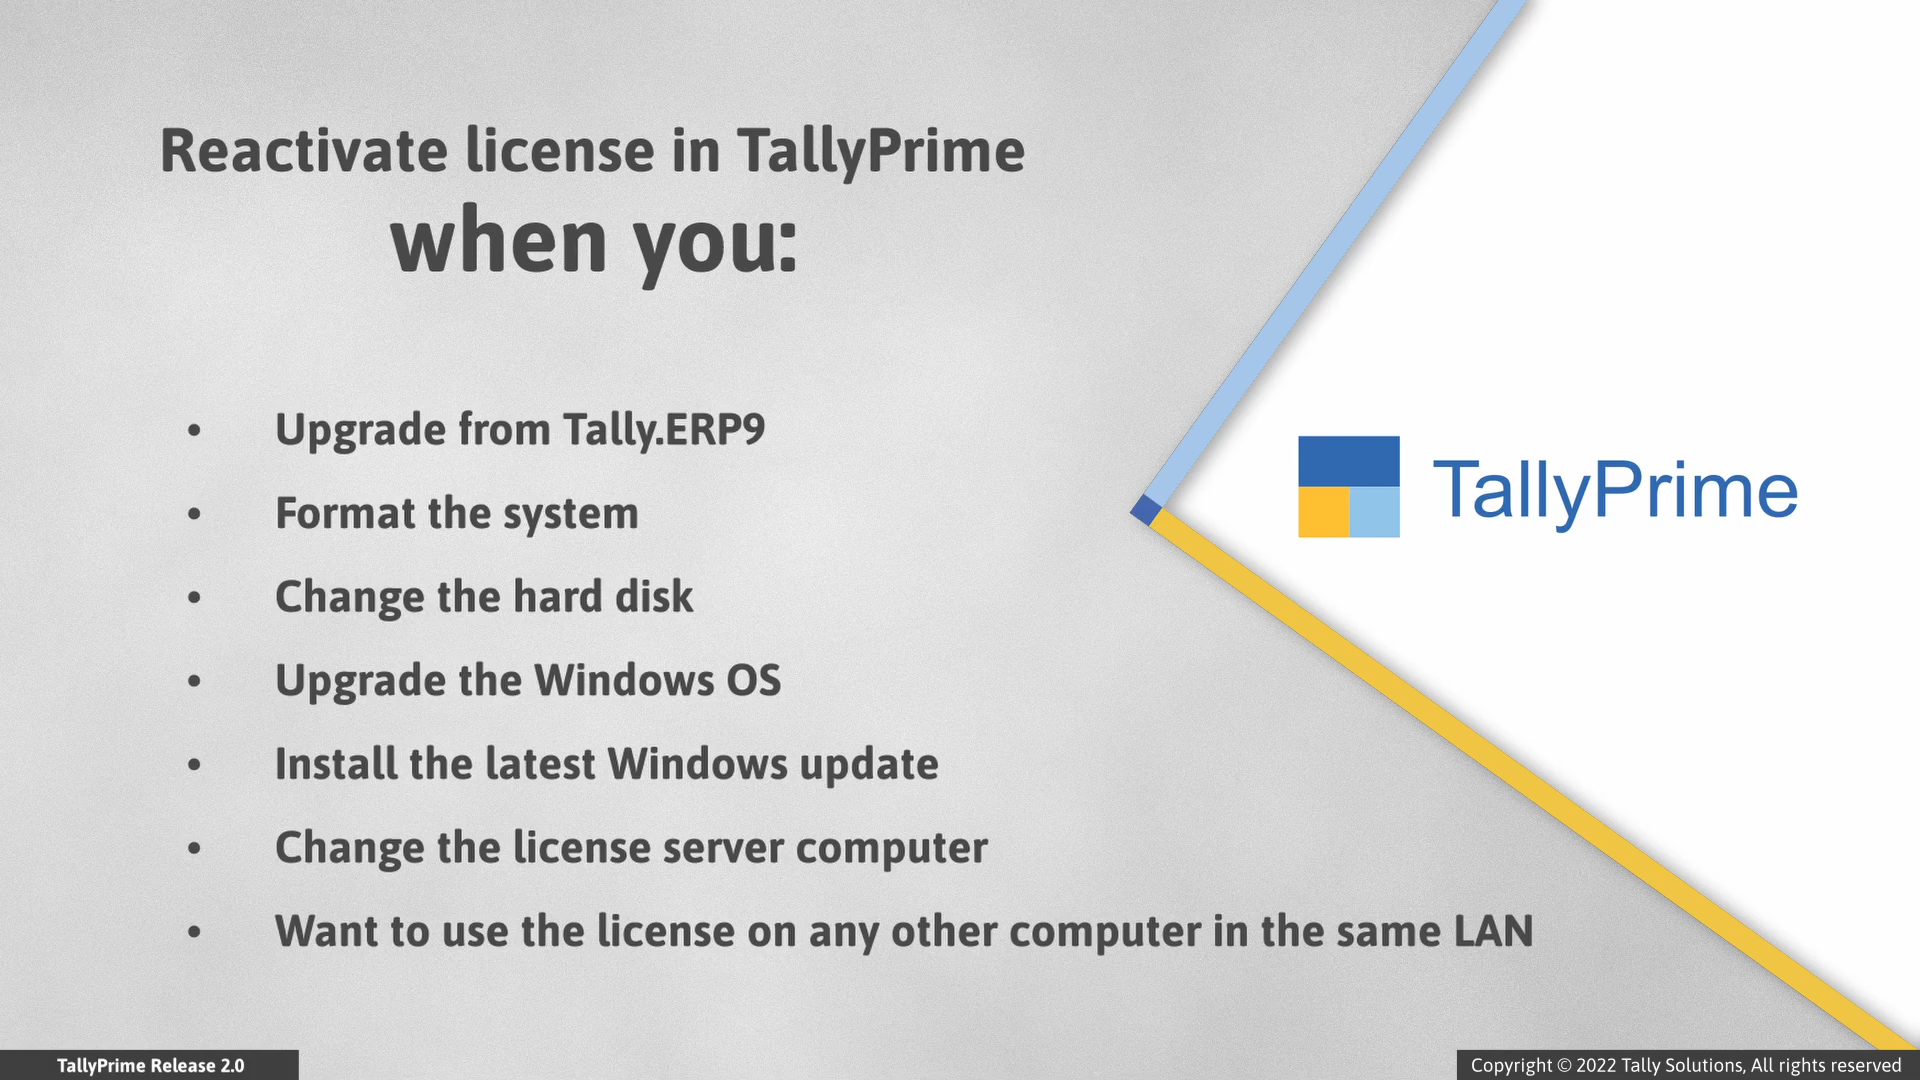 Reactivate license in TallyPrime
when you:
• Upgrade from Tally.ERP9
• Format the system
• Change the hard disk
• Upgrade the Windows OS
• Install the latest Windows update
• Change the license server computer
• Want to use the license on any other computer in the same LAN
TallyPrime
TallyPrime Release 2.0
Copyright © 2022 Tally Solutions, All rights reserved